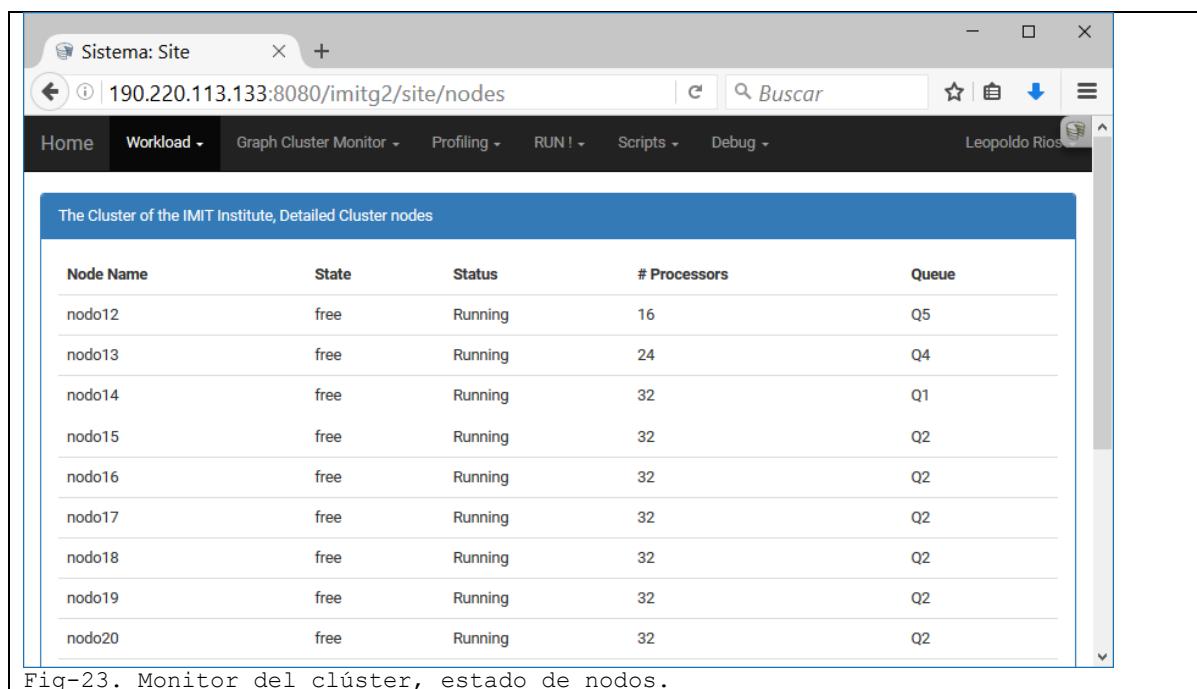 Sistema: Site
190.220.113.133:8080/imitg2/site/nodes Buscar
Home Workload Graph Cluster Monitor Profiling RUN ! Scripts Debug Leopoldo Rios
The Cluster of the IMIT Institute, Detailed Cluster nodes
Node Name State Status # Processors Queue
nodo12 free Running 16 Q5
nodo13 free Running 24 Q4
nodo14 free Running 32 Q1
nodo15 free Running 32 Q2
nodo16 free Running 32 Q2
nodo17 free Running 32 Q2
nodo18 free Running 32 Q2
nodo19 free Running 32 Q2
nodo20 free Running 32 Q2
Fig-23. Monitor del clúster, estado de nodos.